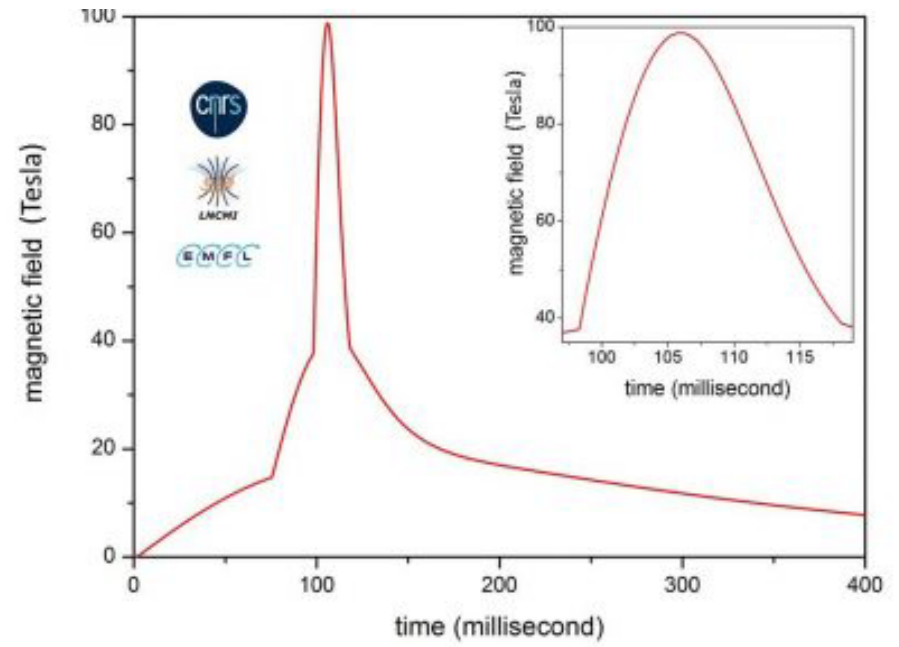 100
80
60
40
20
0
0 100 200 300 400
magnetic field (Tesla)
time (millisecond)
cnrs
LNCMI
EMFL
100
80
60
40
100 105 110 115
magnetic field (Tesla)
time (millisecond)